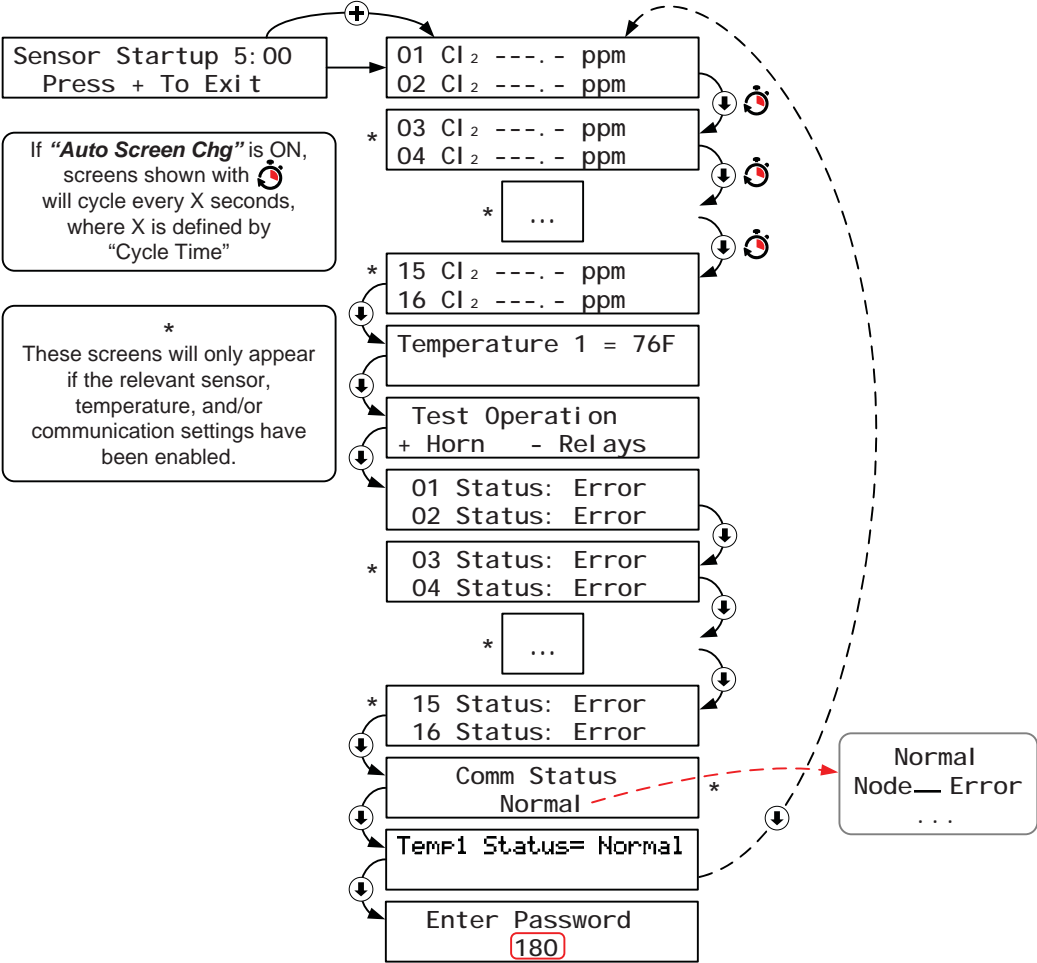 Sensor Startup 5:00
Press + To Exit
01 Cl₂ ---.- ppm
02 Cl₂ ---.- ppm
If “Auto Screen Chg” is ON,
screens shown with
will cycle every X seconds,
where X is defined by
“Cycle Time”
* 03 Cl₂ ---.- ppm
04 Cl₂ ---.- ppm
* ...
* 15 Cl₂ ---.- ppm
16 Cl₂ ---.- ppm
*
These screens will only appear
if the relevant sensor,
temperature, and/or
communication settings have
been enabled.
Temperature 1 = 76F
Test Operation
+ Horn - Relays
01 Status: Error
02 Status: Error
* 03 Status: Error
04 Status: Error
* ...
* 15 Status: Error
16 Status: Error
Comm Status
Normal *
Normal
Node__ Error
...
Temp1 Status= Normal
Enter Password
180